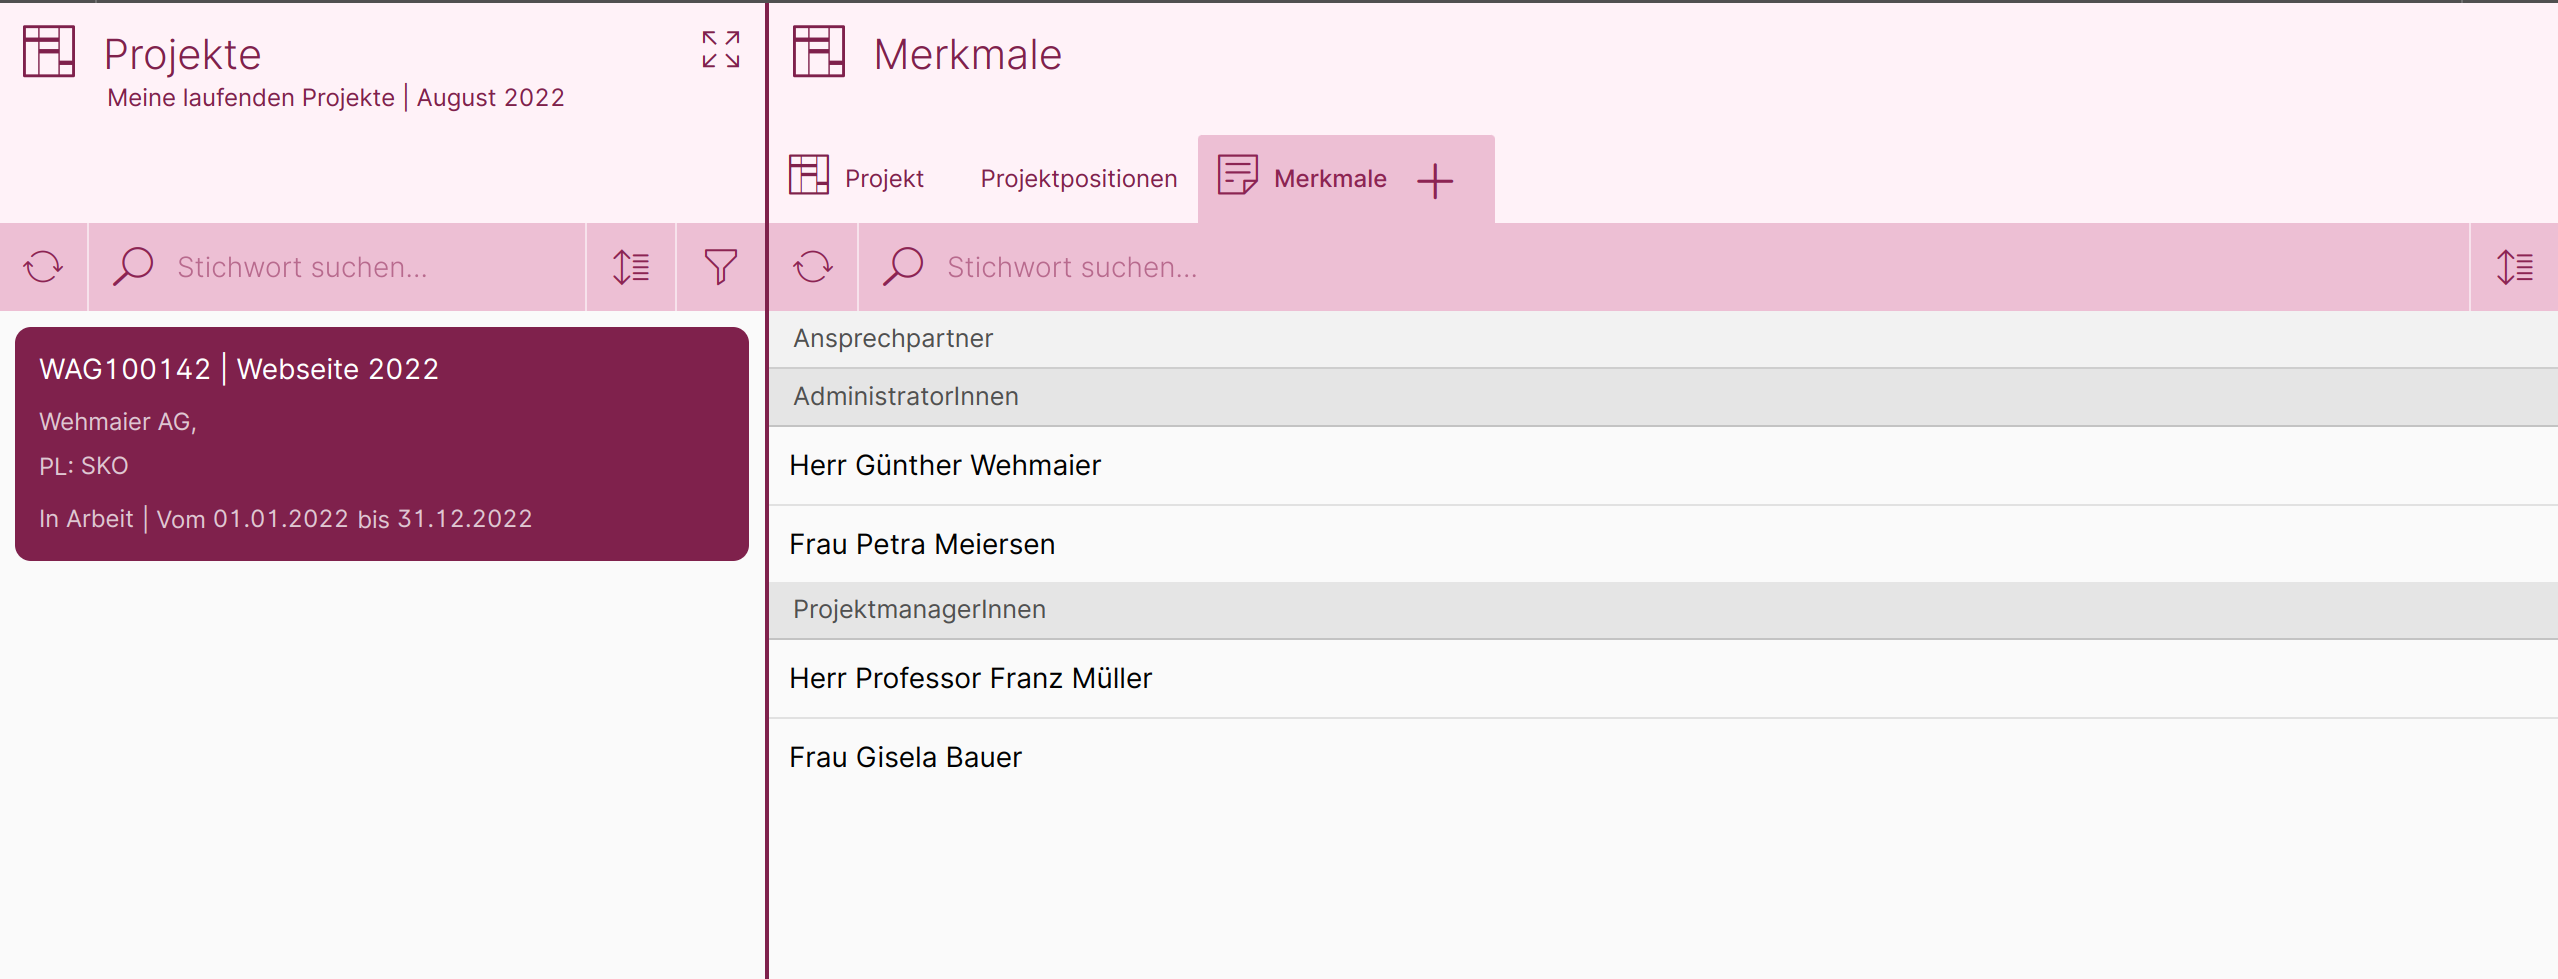 Projekte
Meine laufenden Projekte | August 2022
Stichwort suchen...
WAG100142 | Webseite 2022
Wehmaier AG,
PL: SKO
In Arbeit | Vom 01.01.2022 bis 31.12.2022
Merkmale
Projekt Projektpositionen Merkmale
Stichwort suchen...
Ansprechpartner
AdministratorInnen
Herr Günther Wehmaier
Frau Petra Meiersen
ProjektmanagerInnen
Herr Professor Franz Müller
Frau Gisela Bauer